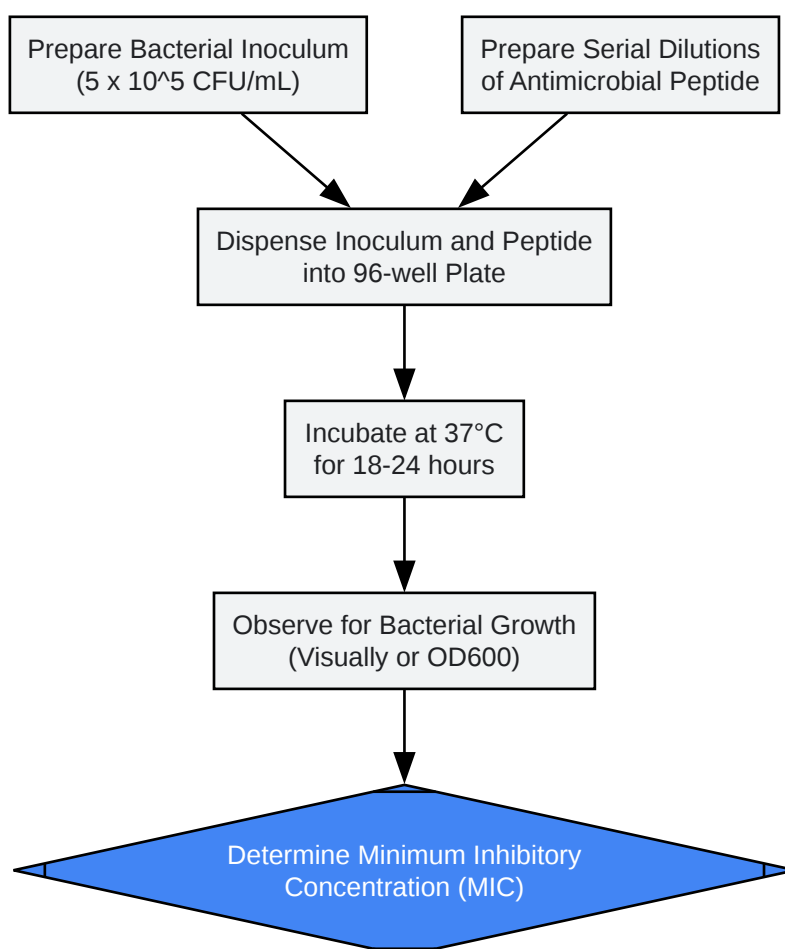 Prepare Bacterial Inoculum
(5 x 10^5 CFU/mL)
Prepare Serial Dilutions
of Antimicrobial Peptide
Dispense Inoculum and Peptide
into 96-well Plate
Incubate at 37°C
for 18-24 hours
Observe for Bacterial Growth
(Visually or OD600)
Determine Minimum Inhibitory
Concentration (MIC)